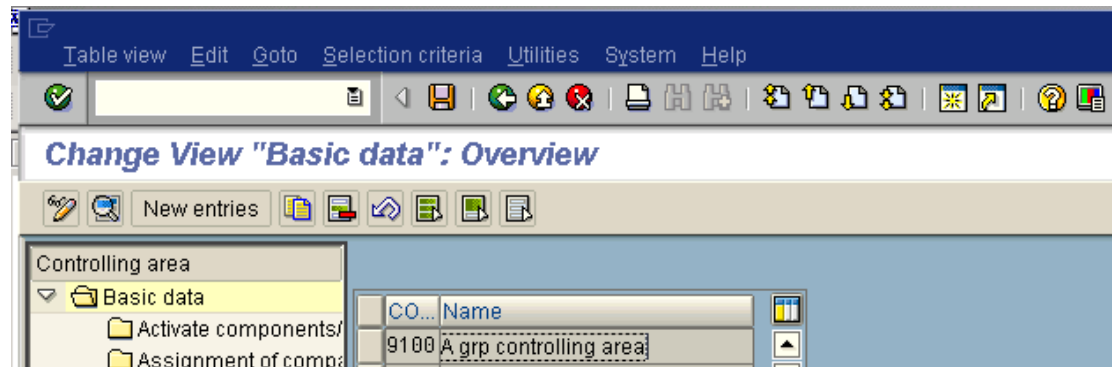 Table view Edit Goto Selection criteria Utilities System Help
Change View "Basic data": Overview
New entries
Controlling area
Basic data
Activate components/
Assignment of compa
CO... Name
9100 A grp controlling area